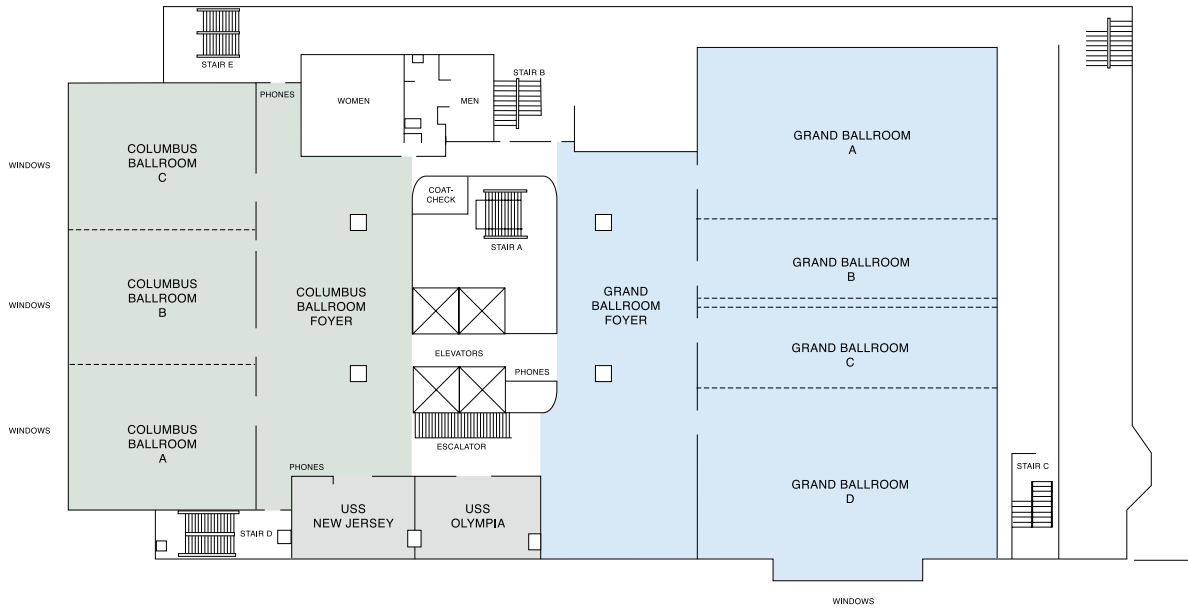 STAIR E
PHONES
WOMEN
MEN
STAIR B
WINDOWS
COLUMBUS
BALLROOM
C
GRAND BALLROOM
A
COAT-
CHECK
STAIR A
WINDOWS
COLUMBUS
BALLROOM
B
COLUMBUS
BALLROOM
FOYER
GRAND
BALLROOM
FOYER
GRAND BALLROOM
B
ELEVATORS
PHONES
GRAND BALLROOM
C
WINDOWS
COLUMBUS
BALLROOM
A
ESCALATOR
PHONES
STAIR C
GRAND BALLROOM
D
STAIR D
USS
NEW JERSEY
USS
OLYMPIA
WINDOWS